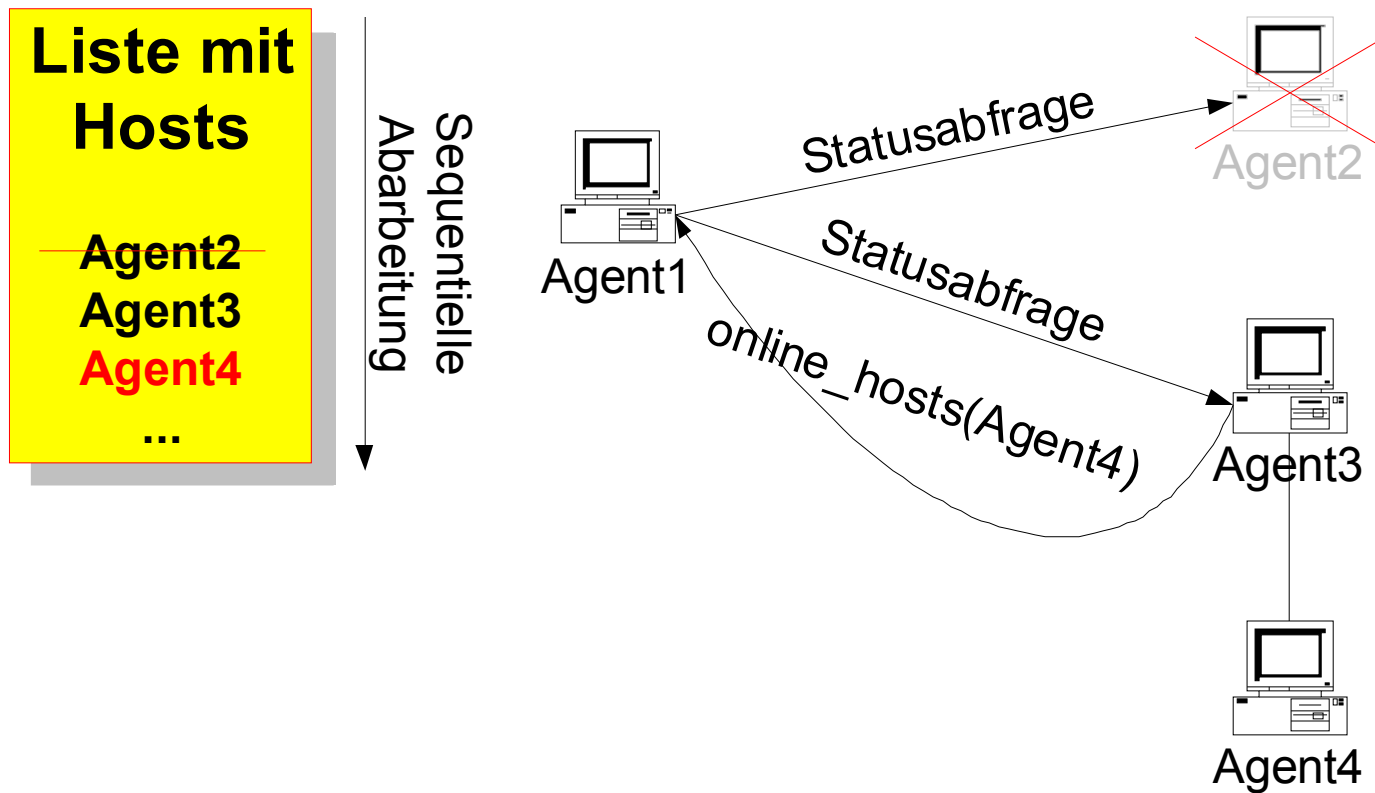 Liste mit
Hosts
Agent2
Agent3
Agent4
...
Sequentielle
Abarbeitung
Agent1
Statusabfrage
Agent2
Statusabfrage
online_hosts(Agent4)
Agent3
Agent4